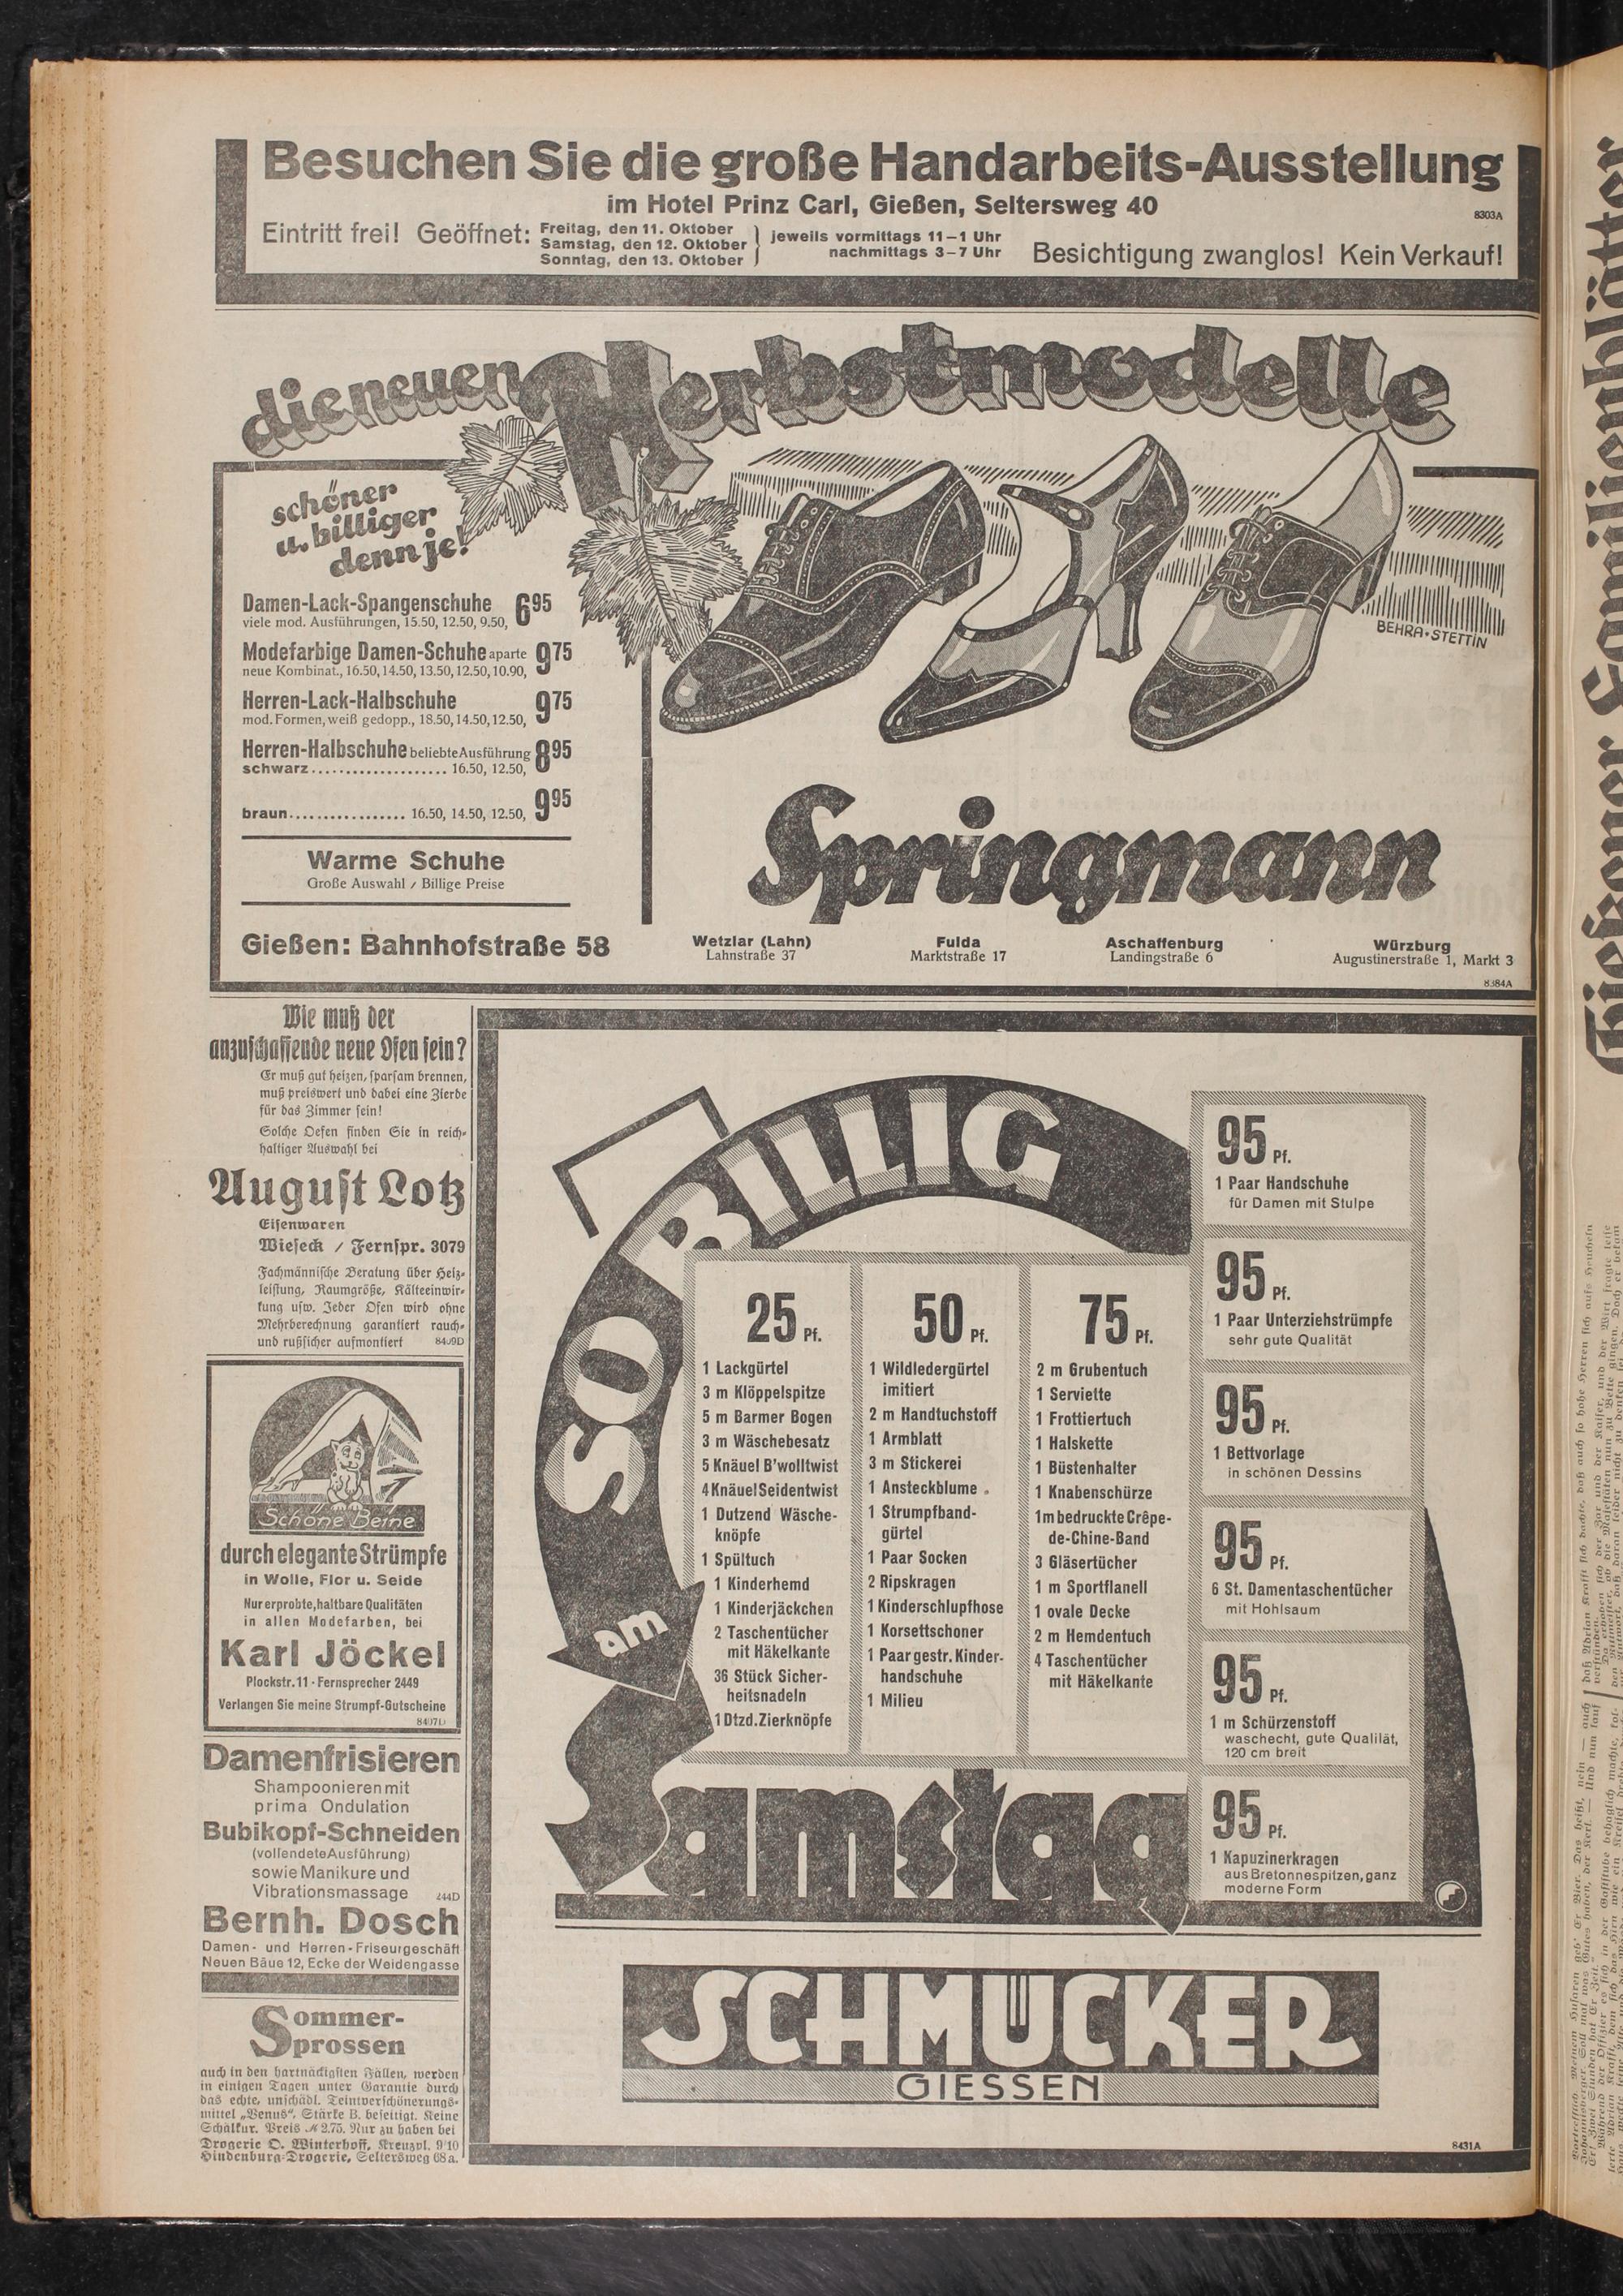 Besuchen Sie die große Handarbeits-Ausstellung
im Hotel Prinz Carl, Gießen, Seltersweg 40
8303A
Eintritt frei! Geöffnet:
Freitag, den 11. Oktober
Samstag, den 12. Oktober
Sonntag, den 13. Oktober
jeweils vormittags 11–1 Uhr
nachmittags 3–7 Uhr
Besichtigung zwanglos! Kein Verkauf!
die neuen Herbstmodelle
schöner
u. billiger
denn je!
Damen-Lack-Spangenschuhe 6 95
viele mod. Ausführungen, 15.50, 12.50, 9.50,
Modefarbige Damen-Schuhe aparte 9 75
neue Kombinat., 16.50, 14.50, 13.50, 12.50, 10.90,
Herren-Lack-Halbschuhe 9 75
mod. Formen, weiß gedopp., 18.50, 14.50, 12.50,
Herren-Halbschuhe beliebte Ausführung 8 95
schwarz.................... 16.50, 12.50,
braun.................. 16.50, 14.50, 12.50, 9 95
Warme Schuhe
Große Auswahl / Billige Preise
BEHRA·STETTIN
Springmann
Gießen: Bahnhofstraße 58
Wetzlar (Lahn)
Lahnstraße 37
Fulda
Marktstraße 17
Aschaffenburg
Landingstraße 6
Würzburg
Augustinerstraße 1, Markt 3
8384A
Wie muß der
anzuschaffende neue Ofen sein?
Er muß gut heizen, sparsam brennen,
muß preiswert und dabei eine Zierde
für das Zimmer sein!
Solche Oefen finden Sie in reich-
haltiger Auswahl bei
August Lotz
Eisenwaren
Wieseck / Fernspr. 3079
Fachmännische Beratung über Heiz-
leistung, Raumgröße, Kälteeinwir-
kung usw. Jeder Ofen wird ohne
Mehrberechnung garantiert rauch-
und rußsicher aufmontiert
Schöne Beine
durch elegante Strümpfe
in Wolle, Flor u. Seide
Nur erprobte, haltbare Qualitäten
in allen Modefarben, bei
Karl Jöckel
Plockstr. 11 · Fernsprecher 2449
Verlangen Sie meine Strumpf-Gutscheine
8407D
Damenfrisieren
Shampoonieren mit
prima Ondulation
Bubikopf-Schneiden
(vollendete Ausführung)
sowie Manikure und
Vibrationsmassage 244D
Bernh. Dosch
Damen- und Herren-Friseurgeschäft
Neuen Bäue 12, Ecke der Weidengasse
Sommer-
sprossen
auch in den hartnäckigsten Fällen, werden
in einigen Tagen unter Garantie durch
das echte, unschädl. Teintverschönerungs-
mittel „Venus“, Stärke B. beseitigt. Keine
Schälkur. Preis ℳ 2.75. Nur zu haben bei
Drogerie O. Winterhoff, Kreuzpl. 9/10
Hindenburg-Drogerie, Seltersweg 68a.
SO BILLIG
am
Samstag
25 Pf.
1 Lackgürtel
3 m Klöppelspitze
5 m Barmer Bogen
3 m Wäschebesatz
5 Knäuel B'wolltwist
4 Knäuel Seidentwist
1 Dutzend Wäsche-
knöpfe
1 Spültuch
1 Kinderhemd
1 Kinderjäckchen
2 Taschentücher
mit Häkelkante
36 Stück Sicher-
heitsnadeln
1 Dtzd. Zierknöpfe
50 Pf.
1 Wildledergürtel
imitiert
2 m Handtuchstoff
1 Armblatt
3 m Stickerei
1 Ansteckblume
1 Strumpfband-
gürtel
1 Paar Socken
2 Ripskragen
1 Kinderschlupfhose
1 Korsettschoner
1 Paar gestr. Kinder-
handschuhe
1 Milieu
75 Pf.
2 m Grubentuch
1 Serviette
1 Frottiertuch
1 Halskette
1 Büstenhalter
1 Knabenschürze
1 m bedruckte Crêpe-
de-Chine-Band
3 Gläsertücher
1 m Sportflanell
1 ovale Decke
2 m Hemdentuch
4 Taschentücher
mit Häkelkante
95 Pf.
1 Paar Handschuhe
für Damen mit Stulpe
95 Pf.
1 Paar Unterziehstrümpfe
sehr gute Qualität
95 Pf.
1 Bettvorlage
in schönen Dessins
95 Pf.
6 St. Damentaschentücher
mit Hohlsaum
95 Pf.
1 m Schürzenstoff
waschecht, gute Qualität,
120 cm breit
95 Pf.
1 Kapuzinerkragen
aus Bretonnespitzen, ganz
moderne Form
SCHMÜCKER
GIESSEN
8431A